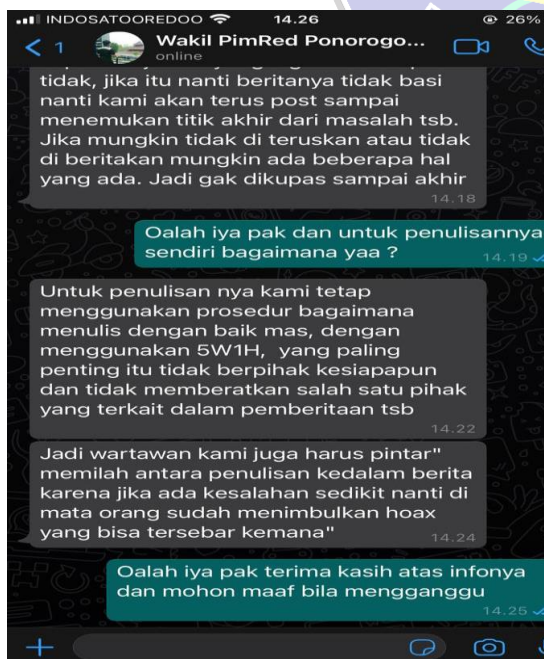 INDOSATOOREDOO 14.26 26%
1 Wakil PimRed Ponorogo...
online
tidak, jika itu nanti beritanya tidak basi
nanti kami akan terus post sampai
menemukan titik akhir dari masalah tsb.
Jika mungkin tidak di teruskan atau tidak
di beritakan mungkin ada beberapa hal
yang ada. Jadi gak dikupas sampai akhir
14.18
Oalah iya pak dan untuk penulisannya
sendiri bagaimana yaa ?
14.19
Untuk penulisan nya kami tetap
menggunakan prosedur bagaimana
menulis dengan baik mas, dengan
menggunakan 5W1H, yang paling
penting itu tidak berpihak kesiapapun
dan tidak memberatkan salah satu pihak
yang terkait dalam pemberitaan tsb
14.22
Jadi wartawan kami juga harus pintar"
memilah antara penulisan kedalam berita
karena jika ada kesalahan sedikit nanti di
mata orang sudah menimbulkan hoax
yang bisa tersebar kemana"
14.24
Oalah iya pak terima kasih atas infonya
dan mohon maaf bila mengganggu
14.25